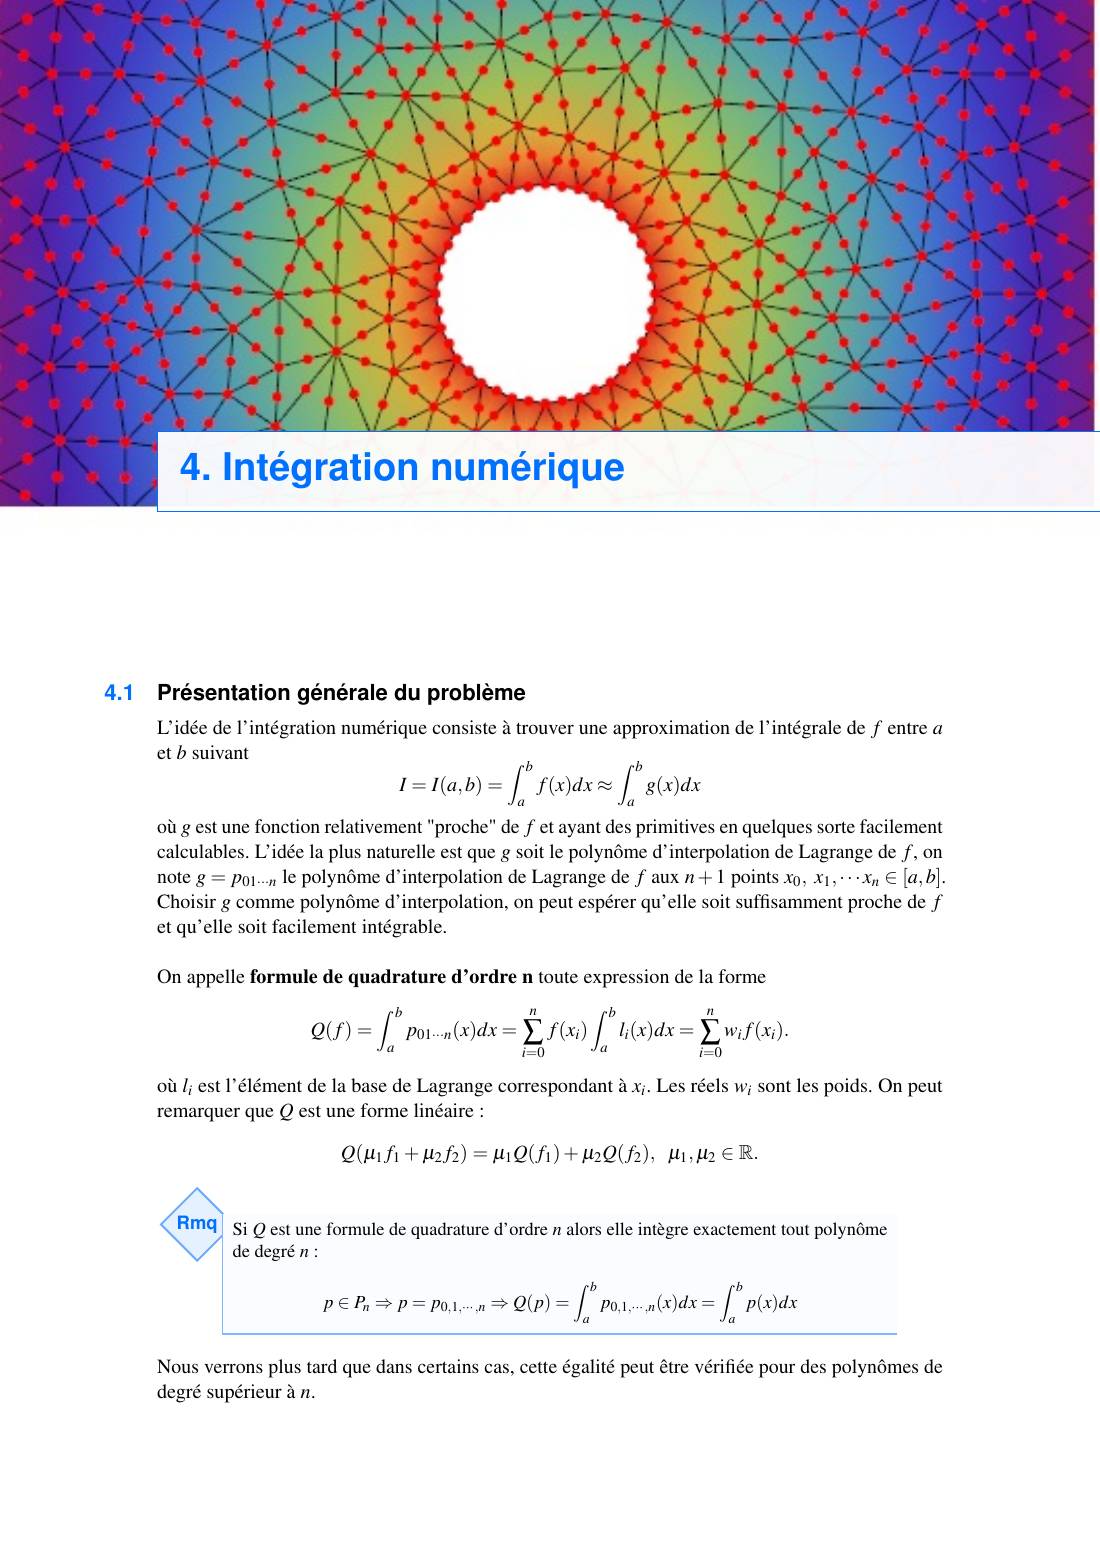 4. Intégration numérique
4.1 Présentation générale du problème
L'idée de l'intégration numérique consiste à trouver une approximation de l'intégrale de f entre a
et b suivant
I = I(a,b) = ∫_a^b f(x)dx ≈ ∫_a^b g(x)dx
où g est une fonction relativement "proche" de f et ayant des primitives en quelques sorte facilement
calculables. L'idée la plus naturelle est que g soit le polynôme d'interpolation de Lagrange de f, on
note g = p_{01···n} le polynôme d'interpolation de Lagrange de f aux n+1 points x_0, x_1, ···x_n ∈ [a,b].
Choisir g comme polynôme d'interpolation, on peut espérer qu'elle soit suffisamment proche de f
et qu'elle soit facilement intégrable.
On appelle formule de quadrature d'ordre n toute expression de la forme
Q(f) = ∫_a^b p_{01···n}(x)dx = ∑_{i=0}^n f(x_i) ∫_a^b l_i(x)dx = ∑_{i=0}^n w_i f(x_i).
où l_i est l'élément de la base de Lagrange correspondant à x_i. Les réels w_i sont les poids. On peut
remarquer que Q est une forme linéaire :
Q(μ_1 f_1 + μ_2 f_2) = μ_1 Q(f_1) + μ_2 Q(f_2), μ_1, μ_2 ∈ ℝ.
Rmq
Si Q est une formule de quadrature d'ordre n alors elle intègre exactement tout polynôme
de degré n :
p ∈ P_n ⇒ p = p_{0,1,···,n} ⇒ Q(p) = ∫_a^b p_{0,1,···,n}(x)dx = ∫_a^b p(x)dx
Nous verrons plus tard que dans certains cas, cette égalité peut être vérifiée pour des polynômes de
degré supérieur à n.